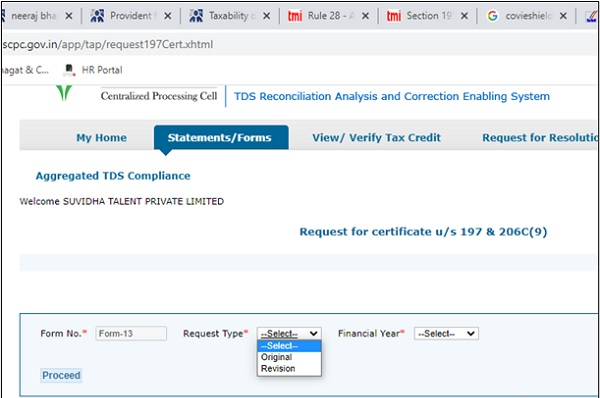 neeraj bha
Provident f
Taxability o
tmi Rule 28 - A
tmi Section 19
covieshield
G
scpc.gov.in/app/tap/request197Cert.xhtml
nagat & C...
HR Portal
Centralized Processing Cell
TDS Reconciliation Analysis and Correction Enabling System
My Home
Statements/Forms
View/ Verify Tax Credit
Request for Resolutio
Aggregated TDS Compliance
Welcome SUVIDHA TALENT PRIVATE LIMITED
Request for certificate u/s 197 & 206C(9)
Form No.* Form-13 Request Type* --Select-- Financial Year* --Select--
--Select--
Original
Revision
Proceed